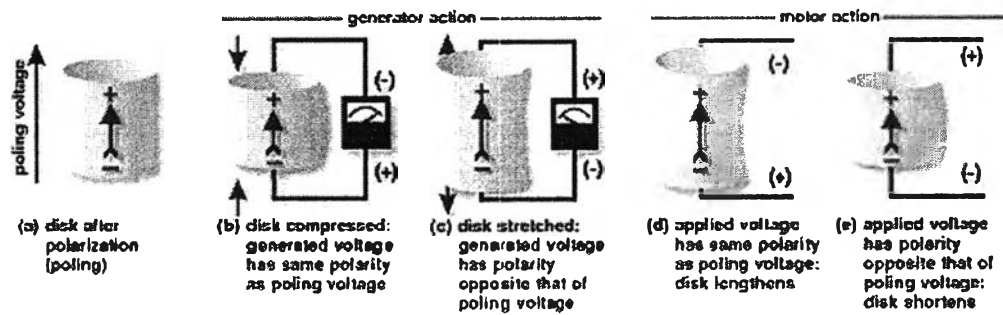 generator action
motor action
poling voltage
+
−
(-)
(+)
+
−
(+)
(-)
+
−
(-)
(+)
+
−
(+)
(-)
+
−
(a) disk after
polarization
(poling)
(b) disk compressed:
generated voltage
has same polarity
as poling voltage
(c) disk stretched:
generated voltage
has polarity
opposite that of
poling voltage
(d) applied voltage
has same polarity
as poling voltage:
disk lengthens
(e) applied voltage
has polarity
opposite that of
poling voltage:
disk shortens